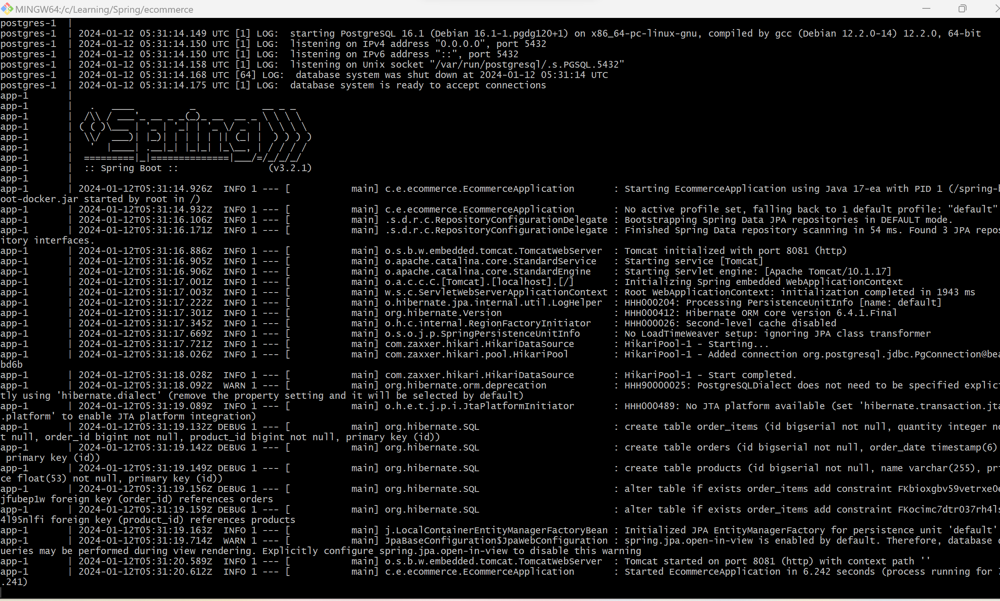 MINGW64:/c/Learning/Spring/ecommerce
postgres-1  |
postgres-1  | 2024-01-12 05:31:14.149 UTC [1] LOG:  starting PostgreSQL 16.1 (Debian 16.1-1.pgdg120+1) on x86_64-pc-linux-gnu, compiled by gcc (Debian 12.2.0-14) 12.2.0, 64-bit
postgres-1  | 2024-01-12 05:31:14.150 UTC [1] LOG:  listening on IPv4 address "0.0.0.0", port 5432
postgres-1  | 2024-01-12 05:31:14.150 UTC [1] LOG:  listening on IPv6 address "::", port 5432
postgres-1  | 2024-01-12 05:31:14.158 UTC [1] LOG:  listening on Unix socket "/var/run/postgresql/.s.PGSQL.5432"
postgres-1  | 2024-01-12 05:31:14.168 UTC [64] LOG:  database system was shut down at 2024-01-12 05:31:14 UTC
postgres-1  | 2024-01-12 05:31:14.175 UTC [1] LOG:  database system is ready to accept connections
app-1       |
app-1       |   .   ____          _            __ _ _
app-1       |  /\\ / ___'_ __ _ _(_)_ __  __ _ \ \ \ \
app-1       | ( ( )\___ | '_ | '_| | '_ \/ _` | \ \ \ \
app-1       |  \\/  ___)| |_)| | | | | || (_| |  ) ) ) )
app-1       |   '  |____| .__|_| |_|_| |_\__, | / / / /
app-1       |  =========|_|==============|___/=/_/_/_/
app-1       |  :: Spring Boot ::                (v3.2.1)
app-1       |
app-1       | 2024-01-12T05:31:14.926Z  INFO 1 --- [           main] c.e.ecommerce.EcommerceApplication       : Starting EcommerceApplication using Java 17-ea with PID 1 (/spring-b
oot-docker.jar started by root in /)
app-1       | 2024-01-12T05:31:14.932Z  INFO 1 --- [           main] c.e.ecommerce.EcommerceApplication       : No active profile set, falling back to 1 default profile: "default"
app-1       | 2024-01-12T05:31:16.106Z  INFO 1 --- [           main] .s.d.r.c.RepositoryConfigurationDelegate : Bootstrapping Spring Data JPA repositories in DEFAULT mode.
app-1       | 2024-01-12T05:31:16.171Z  INFO 1 --- [           main] .s.d.r.c.RepositoryConfigurationDelegate : Finished Spring Data repository scanning in 54 ms. Found 3 JPA repos
itory interfaces.
app-1       | 2024-01-12T05:31:16.886Z  INFO 1 --- [           main] o.s.b.w.embedded.tomcat.TomcatWebServer  : Tomcat initialized with port 8081 (http)
app-1       | 2024-01-12T05:31:16.905Z  INFO 1 --- [           main] o.apache.catalina.core.StandardService   : Starting service [Tomcat]
app-1       | 2024-01-12T05:31:16.906Z  INFO 1 --- [           main] o.apache.catalina.core.StandardEngine    : Starting Servlet engine: [Apache Tomcat/10.1.17]
app-1       | 2024-01-12T05:31:17.001Z  INFO 1 --- [           main] o.a.c.c.C.[Tomcat].[localhost].[/]       : Initializing Spring embedded WebApplicationContext
app-1       | 2024-01-12T05:31:17.003Z  INFO 1 --- [           main] w.s.c.ServletWebServerApplicationContext : Root WebApplicationContext: initialization completed in 1943 ms
app-1       | 2024-01-12T05:31:17.222Z  INFO 1 --- [           main] o.hibernate.jpa.internal.util.LogHelper  : HHH000204: Processing PersistenceUnitInfo [name: default]
app-1       | 2024-01-12T05:31:17.301Z  INFO 1 --- [           main] org.hibernate.Version                    : HHH000412: Hibernate ORM core version 6.4.1.Final
app-1       | 2024-01-12T05:31:17.345Z  INFO 1 --- [           main] o.h.c.internal.RegionFactoryInitiator    : HHH000026: Second-level cache disabled
app-1       | 2024-01-12T05:31:17.669Z  INFO 1 --- [           main] o.s.o.j.p.SpringPersistenceUnitInfo      : No LoadTimeWeaver setup: ignoring JPA class transformer
app-1       | 2024-01-12T05:31:17.721Z  INFO 1 --- [           main] com.zaxxer.hikari.HikariDataSource       : HikariPool-1 - Starting...
app-1       | 2024-01-12T05:31:18.026Z  INFO 1 --- [           main] com.zaxxer.hikari.pool.HikariPool        : HikariPool-1 - Added connection org.postgresql.jdbc.PgConnection@bea
bd6b
app-1       | 2024-01-12T05:31:18.028Z  INFO 1 --- [           main] com.zaxxer.hikari.HikariDataSource       : HikariPool-1 - Start completed.
app-1       | 2024-01-12T05:31:18.092Z  WARN 1 --- [           main] org.hibernate.orm.deprecation            : HHH90000025: PostgreSQLDialect does not need to be specified explici
tly using 'hibernate.dialect' (remove the property setting and it will be selected by default)
app-1       | 2024-01-12T05:31:19.089Z  INFO 1 --- [           main] o.h.e.t.j.p.i.JtaPlatformInitiator       : HHH000489: No JTA platform available (set 'hibernate.transaction.jta
.platform' to enable JTA platform integration)
app-1       | 2024-01-12T05:31:19.132Z DEBUG 1 --- [           main] org.hibernate.SQL                        : create table order_items (id bigserial not null, quantity integer no
t null, order_id bigint not null, product_id bigint not null, primary key (id))
app-1       | 2024-01-12T05:31:19.142Z DEBUG 1 --- [           main] org.hibernate.SQL                        : create table orders (id bigserial not null, order_date timestamp(6)
 primary key (id))
app-1       | 2024-01-12T05:31:19.149Z DEBUG 1 --- [           main] org.hibernate.SQL                        : create table products (id bigserial not null, name varchar(255), pri
ce float(53) not null, primary key (id))
app-1       | 2024-01-12T05:31:19.156Z DEBUG 1 --- [           main] org.hibernate.SQL                        : alter table if exists order_items add constraint FKbioxgbv59vetrxe0e
jfubep1w foreign key (order_id) references orders
app-1       | 2024-01-12T05:31:19.159Z DEBUG 1 --- [           main] org.hibernate.SQL                        : alter table if exists order_items add constraint FKocimc7dtr037rh4ls
4l95nlfi foreign key (product_id) references products
app-1       | 2024-01-12T05:31:19.163Z  INFO 1 --- [           main] j.LocalContainerEntityManagerFactoryBean : Initialized JPA EntityManagerFactory for persistence unit 'default'
app-1       | 2024-01-12T05:31:19.714Z  WARN 1 --- [           main] JpaBaseConfiguration$JpaWebConfiguration : spring.jpa.open-in-view is enabled by default. Therefore, database q
ueries may be performed during view rendering. Explicitly configure spring.jpa.open-in-view to disable this warning
app-1       | 2024-01-12T05:31:20.589Z  INFO 1 --- [           main] o.s.b.w.embedded.tomcat.TomcatWebServer  : Tomcat started on port 8081 (http) with context path ''
app-1       | 2024-01-12T05:31:20.612Z  INFO 1 --- [           main] c.e.ecommerce.EcommerceApplication       : Started EcommerceApplication in 6.242 seconds (process running for 7
.241)